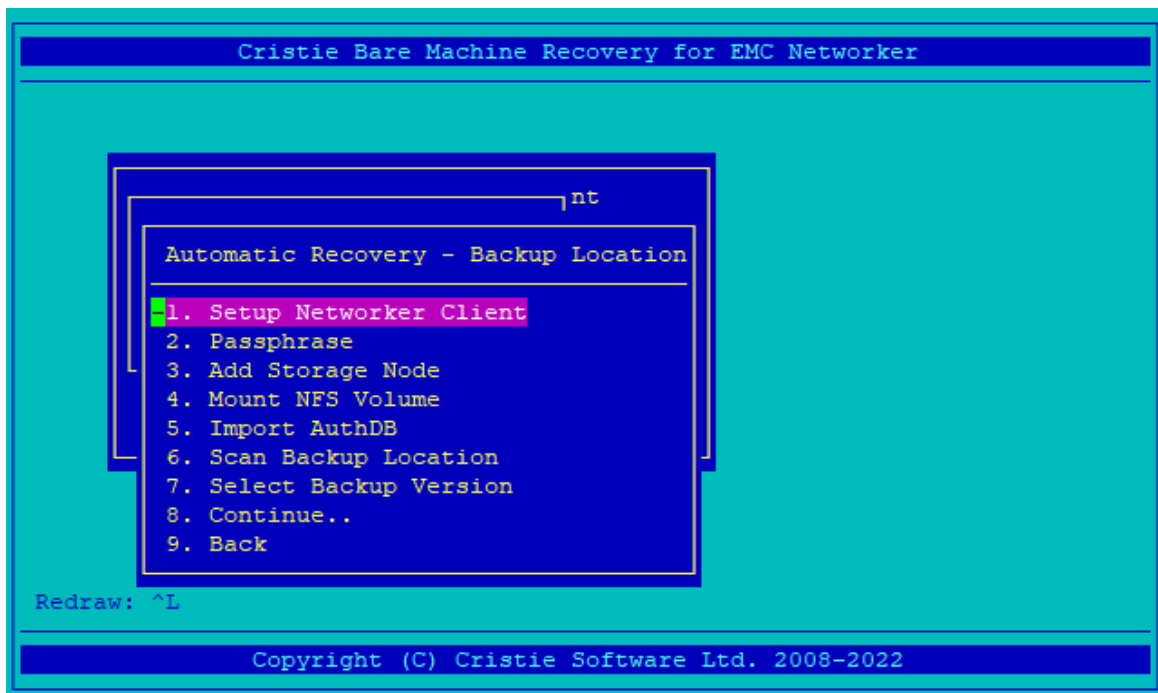 Cristie Bare Machine Recovery for EMC Networker
nt
Automatic Recovery - Backup Location
-1. Setup Networker Client
2. Passphrase
3. Add Storage Node
4. Mount NFS Volume
5. Import AuthDB
6. Scan Backup Location
7. Select Backup Version
8. Continue..
9. Back
Redraw: ^L
Copyright (C) Cristie Software Ltd. 2008-2022